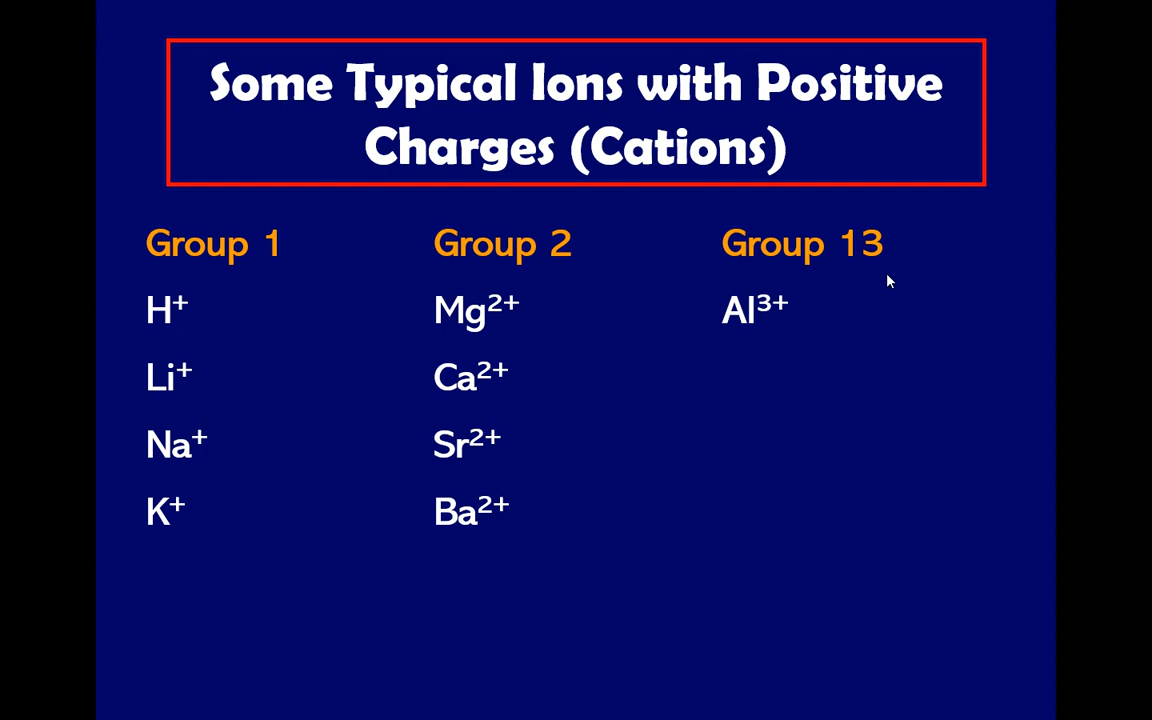 Some Typical Ions with Positive
Charges (Cations)
Group 1 Group 2 Group 13
H⁺ Mg²⁺ Al³⁺
Li⁺ Ca²⁺
Na⁺ Sr²⁺
K⁺ Ba²⁺